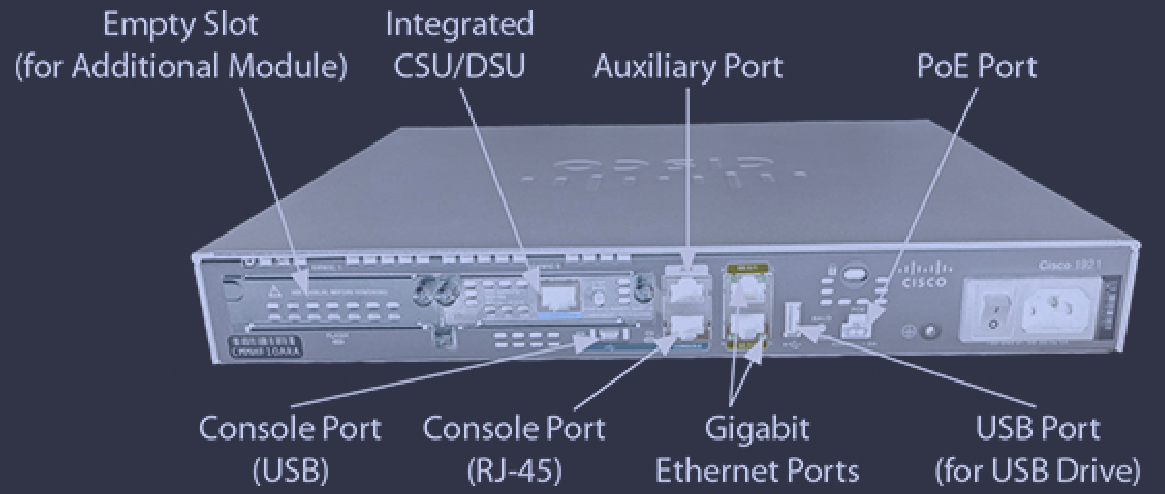 Empty Slot
(for Additional Module)
Integrated
CSU/DSU
Auxiliary Port
PoE Port
CISCO
Cisco 1921
CISCO
Console Port
(USB)
Console Port
(RJ-45)
Gigabit
Ethernet Ports
USB Port
(for USB Drive)